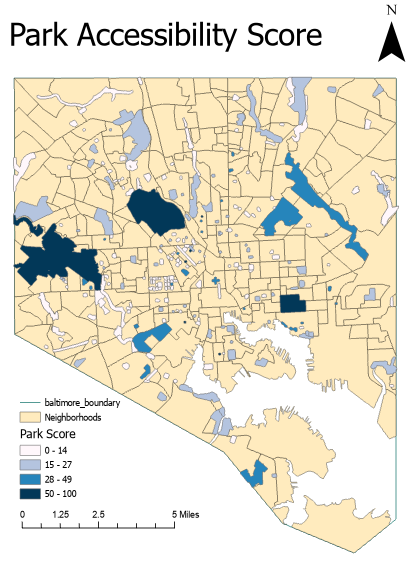 N
Park Accessibility Score
baltimore_boundary
Neighborhoods
Park Score
0 - 14
15 - 27
28 - 49
50 - 100
0 1.25 2.5 5 Miles